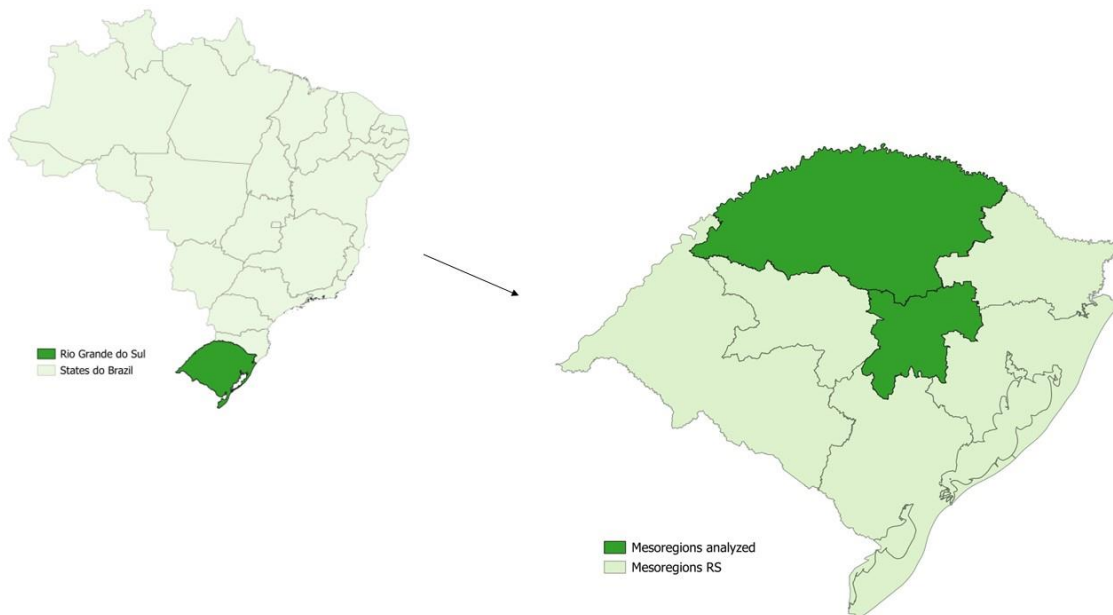 Rio Grande do Sul
States do Brazil
Mesoregions analyzed
Mesoregions RS